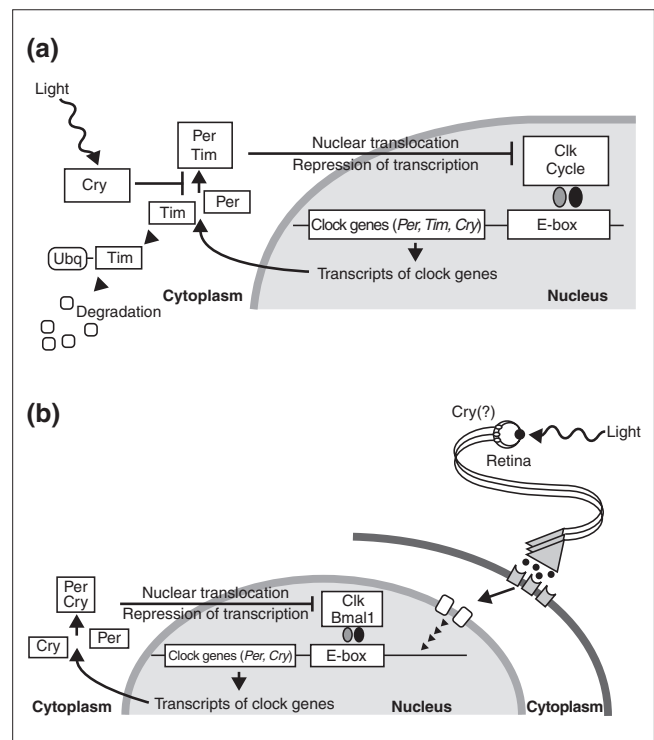 (a)
Light
Per
Tim
Nuclear translocation
Repression of transcription
Clk
Cycle
Cry
Tim
Per
Clock genes (Per, Tim, Cry)
E-box
Ubq
Tim
Transcripts of clock genes
Degradation
Cytoplasm
Nucleus
(b)
Cry(?)
Light
Retina
Per
Cry
Nuclear translocation
Repression of transcription
Clk
Bmal1
Cry
Per
Clock genes (Per, Cry)
E-box
Transcripts of clock genes
Cytoplasm
Nucleus
Cytoplasm